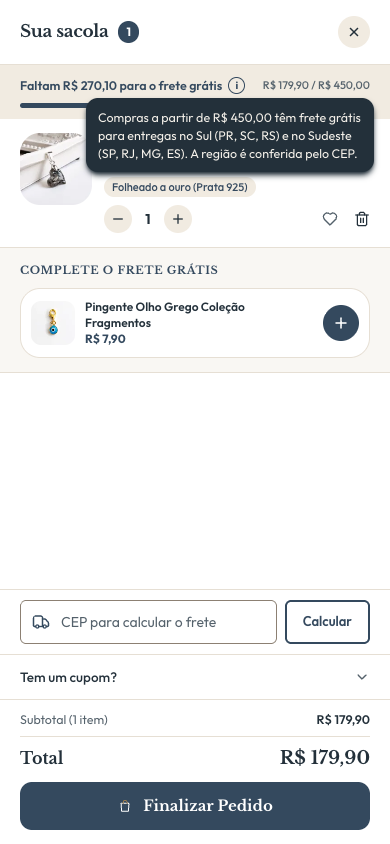 Sua sacola 1
Faltam R$ 270,10 para o frete grátis i R$ 179,90 / R$ 450,00
Compras a partir de R$ 450,00 têm frete grátis
para entregas no Sul (PR, SC, RS) e no Sudeste
(SP, RJ, MG, ES). A região é conferida pelo CEP.
Folheado a ouro (Prata 925)
1
COMPLETE O FRETE GRÁTIS
Pingente Olho Grego Coleção
Fragmentos
R$ 7,90
CEP para calcular o frete
Calcular
Tem um cupom?
Subtotal (1 item) R$ 179,90
Total R$ 179,90
Finalizar Pedido